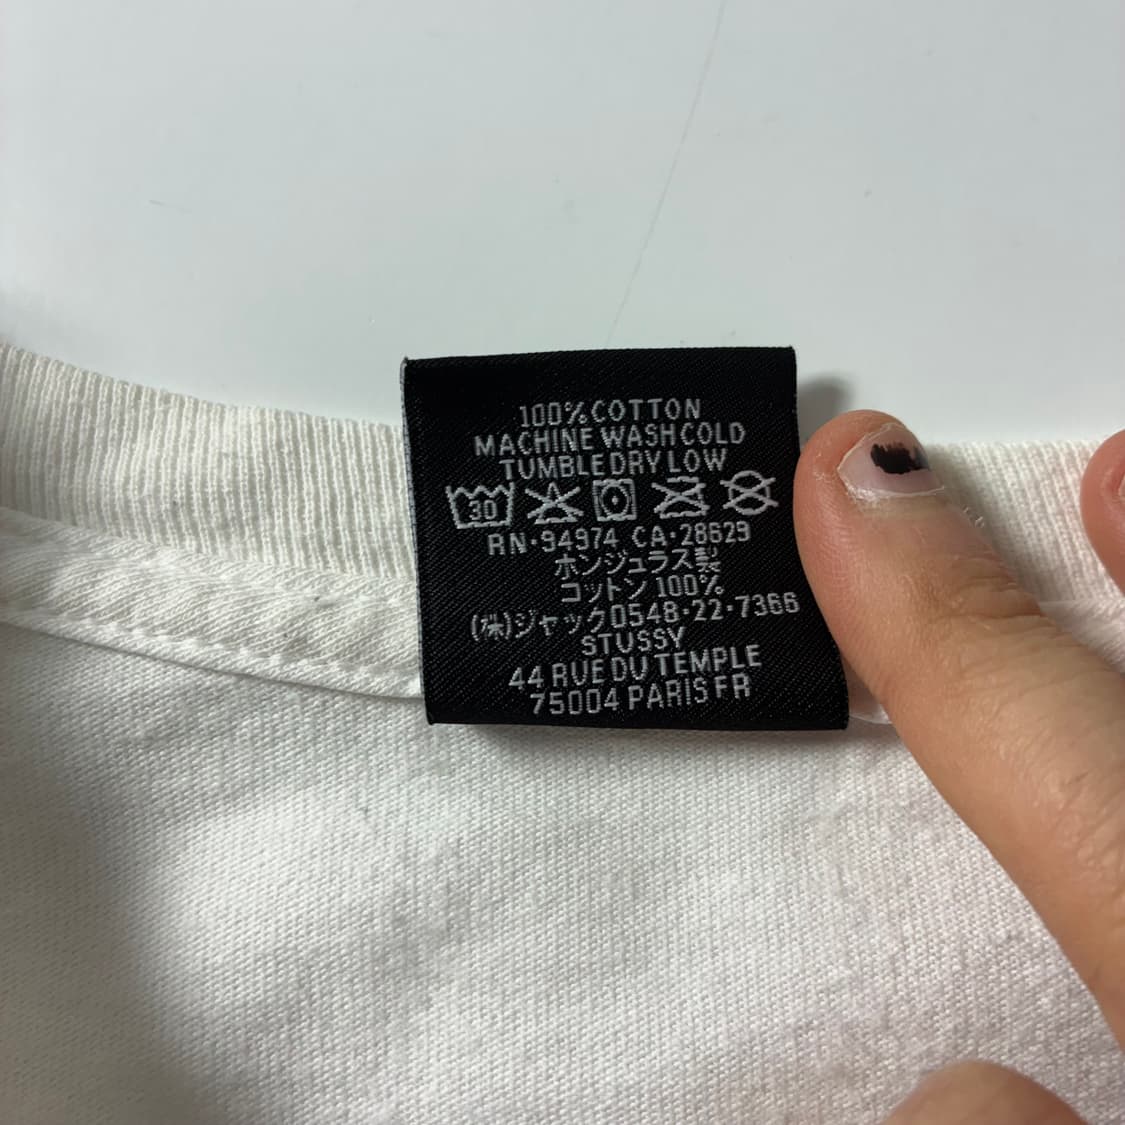 100% COTTON
MACHINE WASH COLD
TUMBLE DRY LOW
30
RN·94974 CA·28629
ホンジュラス製
コットン 100%
(株)ジャック0548·22·7366
STUSSY
44 RUE DU TEMPLE
75004 PARIS FR